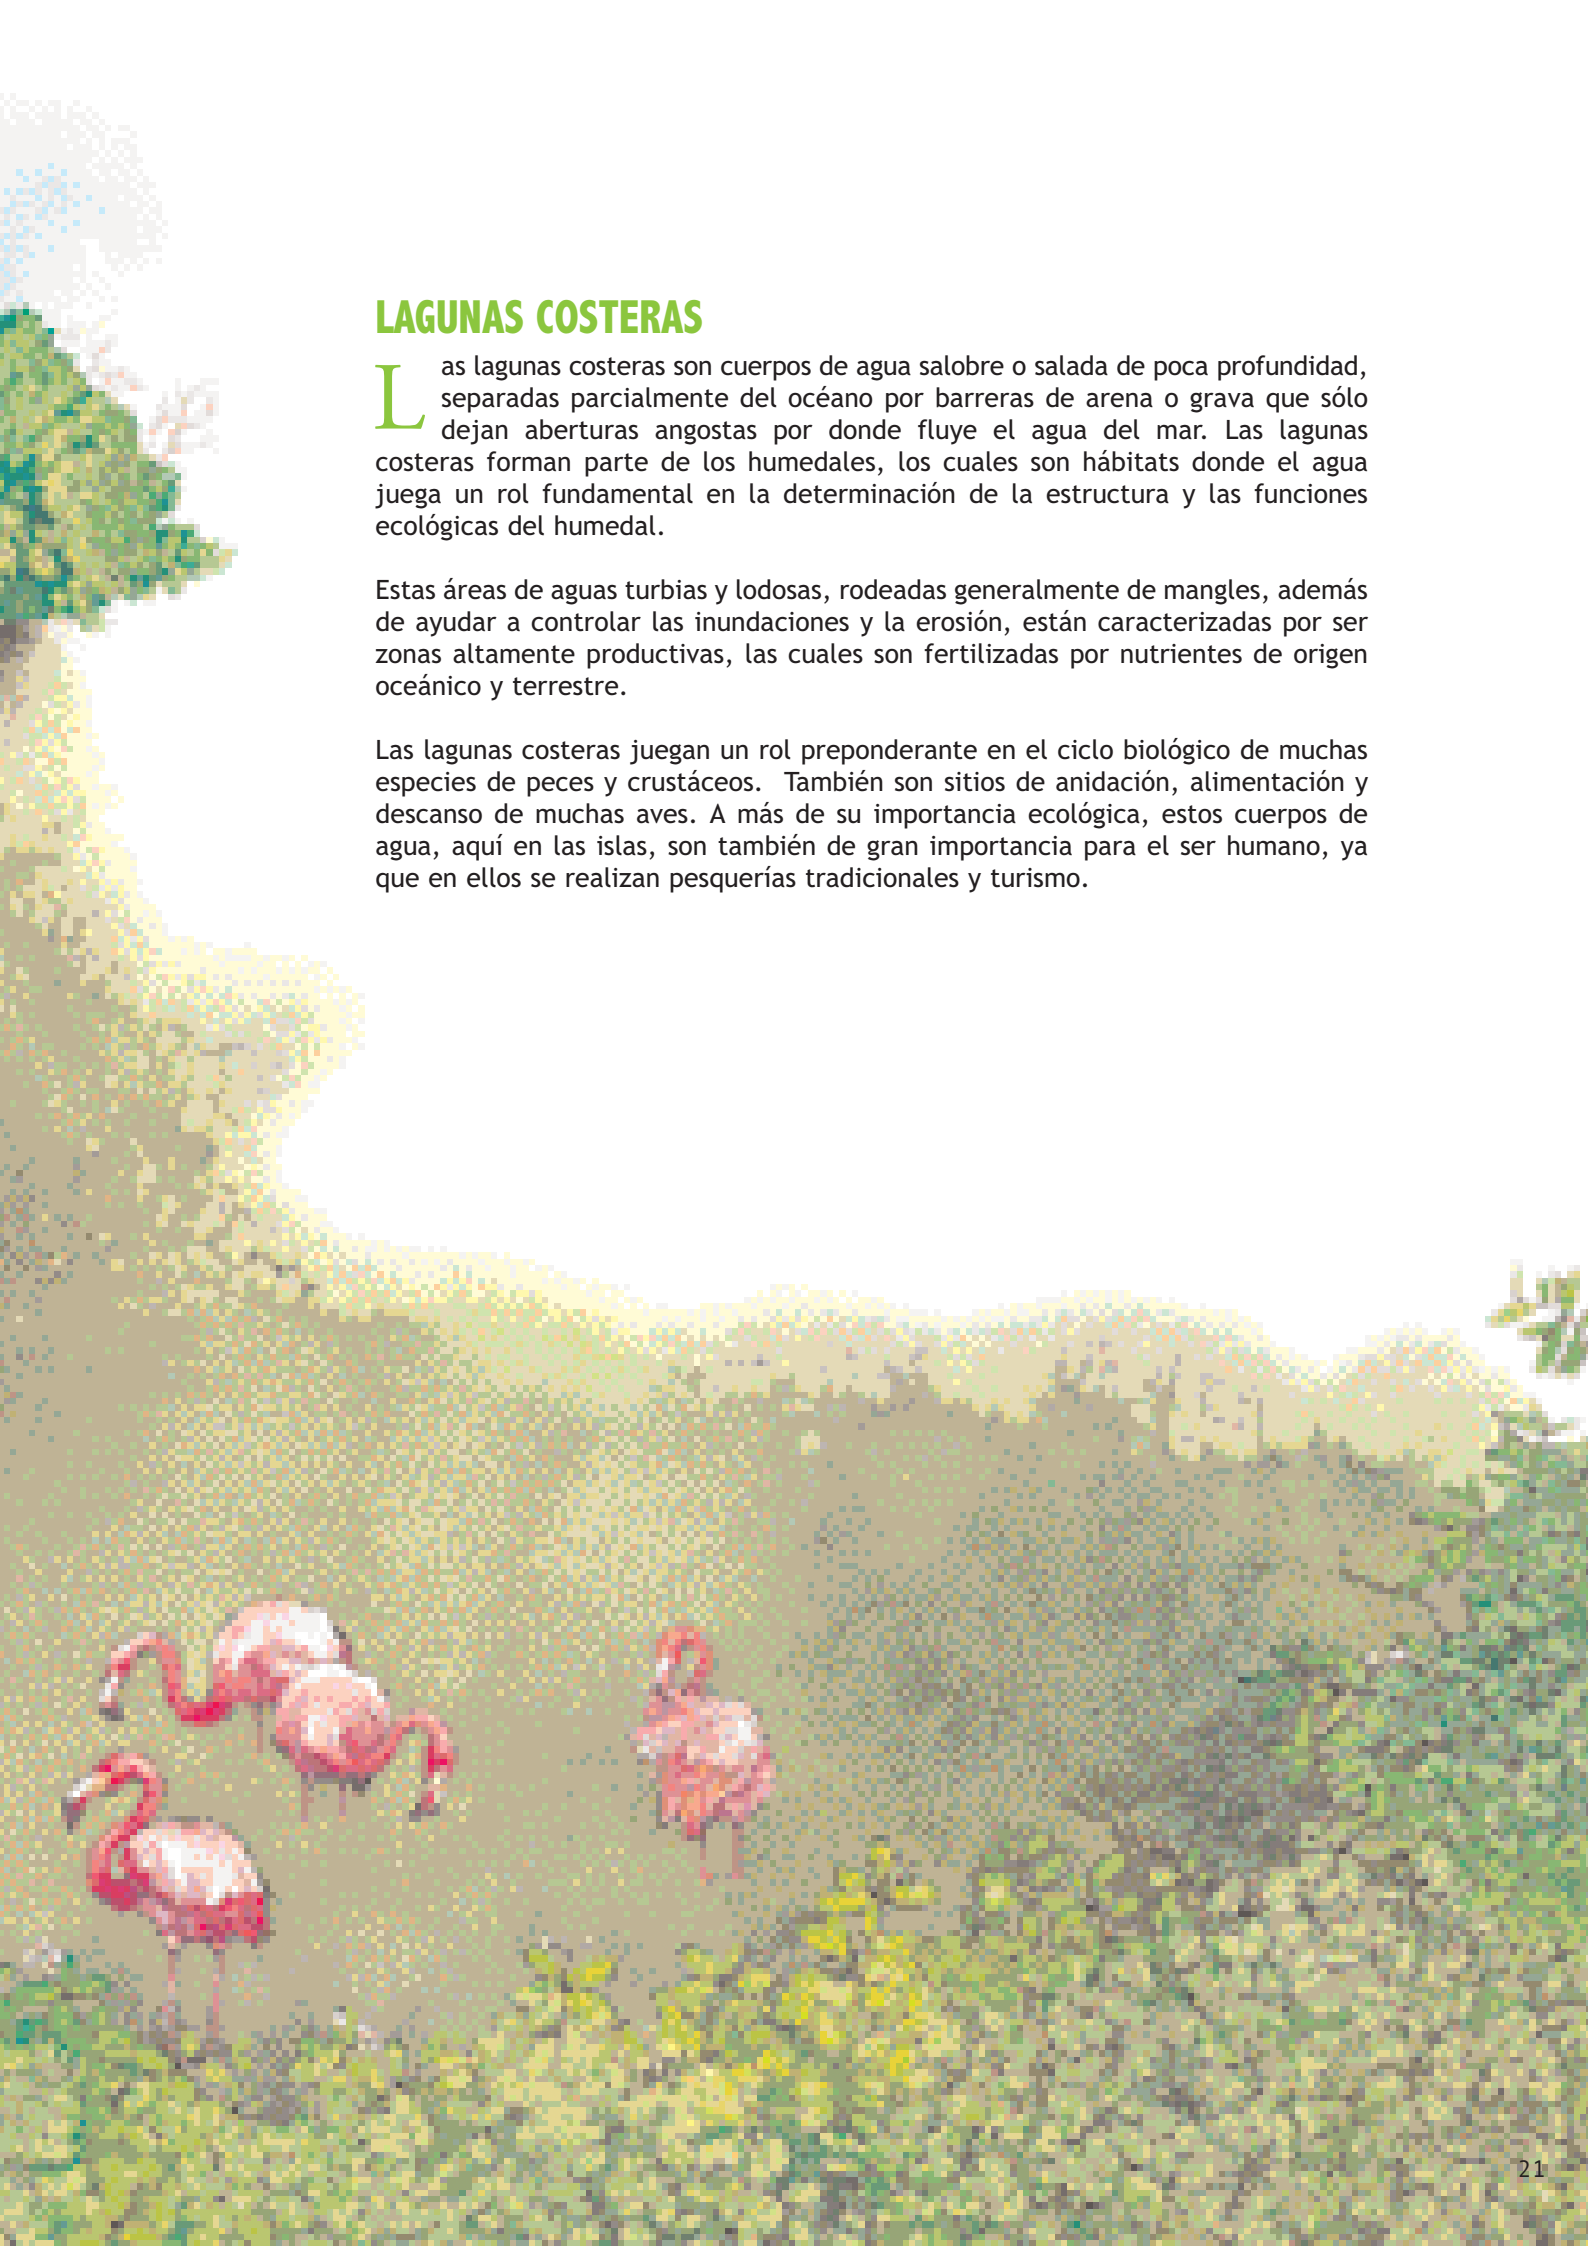 LAGUNAS COSTERAS
Las lagunas costeras son cuerpos de agua salobre o salada de poca profundidad,
separadas parcialmente del océano por barreras de arena o grava que sólo
dejan aberturas angostas por donde fluye el agua del mar. Las lagunas
costeras forman parte de los humedales, los cuales son hábitats donde el agua
juega un rol fundamental en la determinación de la estructura y las funciones
ecológicas del humedal.
Estas áreas de aguas turbias y lodosas, rodeadas generalmente de mangles, además
de ayudar a controlar las inundaciones y la erosión, están caracterizadas por ser
zonas altamente productivas, las cuales son fertilizadas por nutrientes de origen
oceánico y terrestre.
Las lagunas costeras juegan un rol preponderante en el ciclo biológico de muchas
especies de peces y crustáceos. También son sitios de anidación, alimentación y
descanso de muchas aves. A más de su importancia ecológica, estos cuerpos de
agua, aquí en las islas, son también de gran importancia para el ser humano, ya
que en ellos se realizan pesquerías tradicionales y turismo.
21